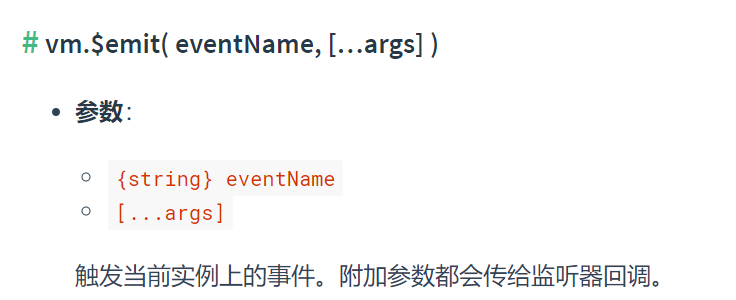 # vm.$emit( eventName, […args] )
参数：
{string} eventName
[...args]
触发当前实例上的事件。附加参数都会传给监听器回调。